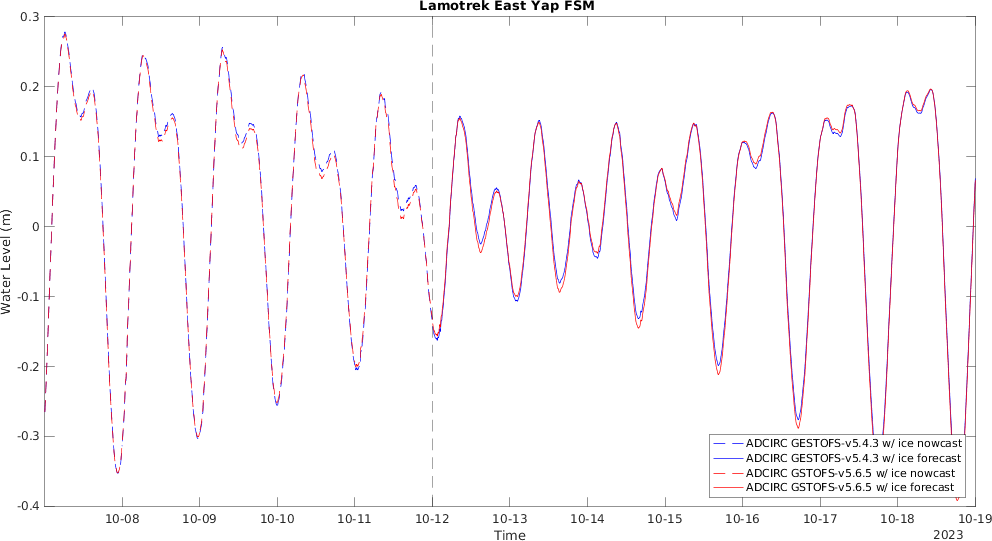 Lamotrek East Yap FSM
0.3
0.2
0.1
0
-0.1
-0.2
-0.3
-0.4
Water Level (m)
ADCIRC GESTOFS-v5.4.3 w/ ice nowcast
ADCIRC GESTOFS-v5.4.3 w/ ice forecast
ADCIRC GSTOFS-v5.6.5 w/ ice nowcast
ADCIRC GSTOFS-v5.6.5 w/ ice forecast
10-08 10-09 10-10 10-11 10-12 10-13 10-14 10-15 10-16 10-17 10-18 10-19
Time
2023